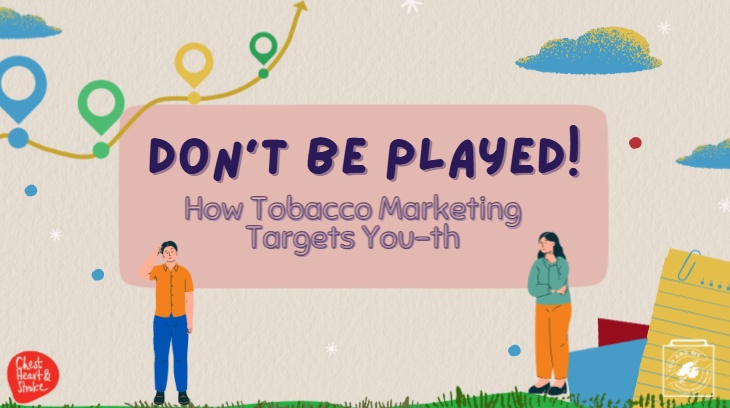 DON'T BE PLAYED!
How Tobacco Marketing
Targets You-th
Chest
Heart &
Stroke